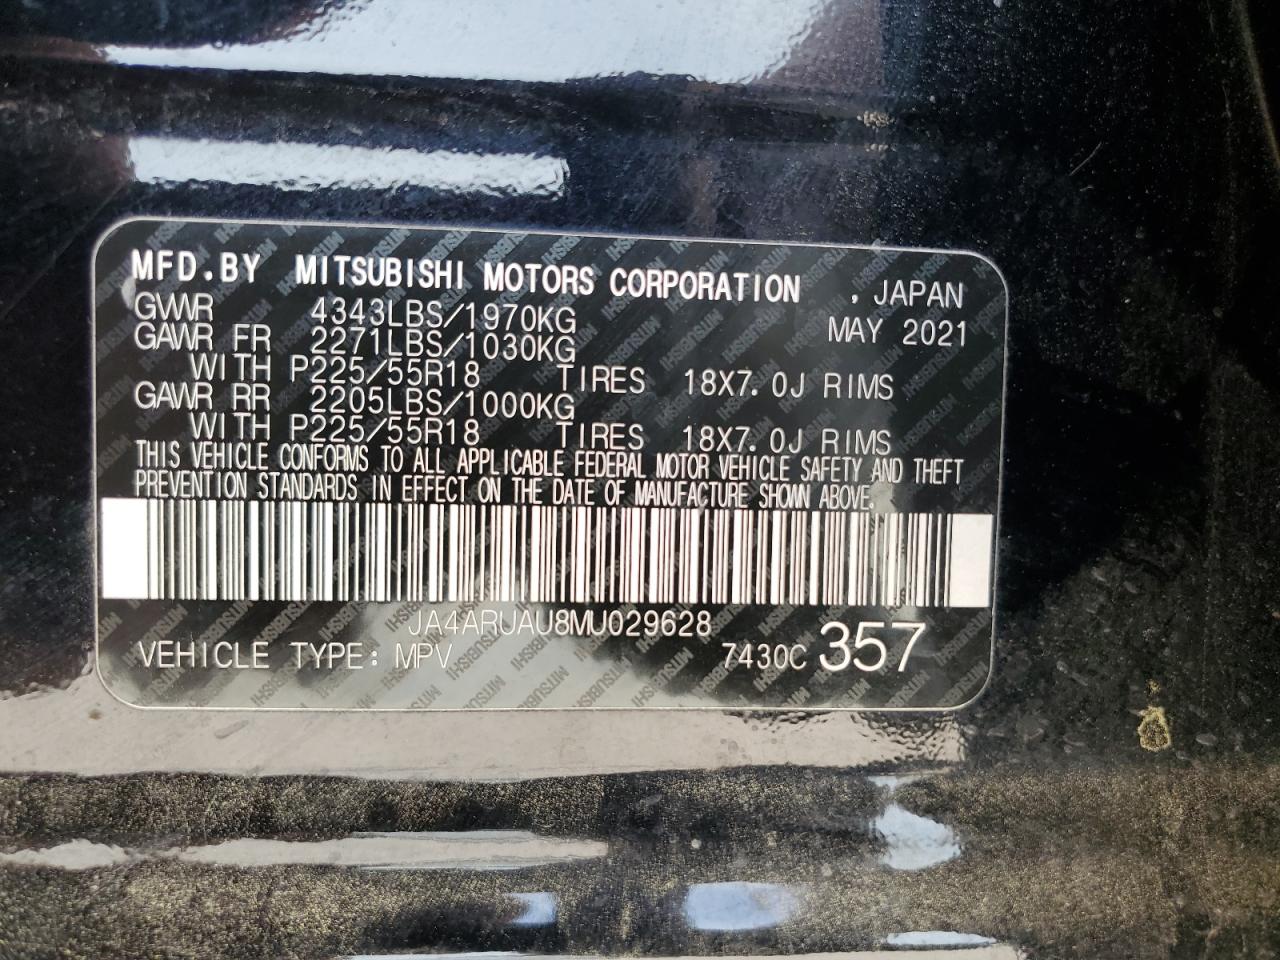 MFD.BY MITSUBISHI MOTORS CORPORATION , JAPAN
GVWR 4343LBS/1970KG MAY 2021
GAWR FR 2271LBS/1030KG
WITH P225/55R18 TIRES 18X7.0J RIMS
GAWR RR 2205LBS/1000KG
WITH P225/55R18 TIRES 18X7.0J RIMS
THIS VEHICLE CONFORMS TO ALL APPLICABLE FEDERAL MOTOR VEHICLE SAFETY AND THEFT
PREVENTION STANDARDS IN EFFECT ON THE DATE OF MANUFACTURE SHOWN ABOVE.
JA4ARUAU8MU029628
VEHICLE TYPE: MPV 7430C 357